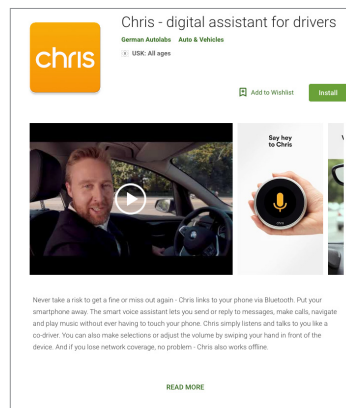 Chris - digital assistant for drivers
German Autolabs Auto & Vehicles
USK: All ages
chris
Add to Wishlist
Install
Say hey
to Chris
Never take a risk to get a fine or miss out again - Chris links to your phone via Bluetooth. Put your
smartphone away. The smart voice assistant lets you send or reply to messages, make calls, navigate
and play music without ever having to touch your phone. Chris simply listens and talks to you like a
co-driver. You can also make selections or adjust the volume by swiping your hand in front of the
device. And if you lose network coverage, no problem - Chris also works offline.
READ MORE